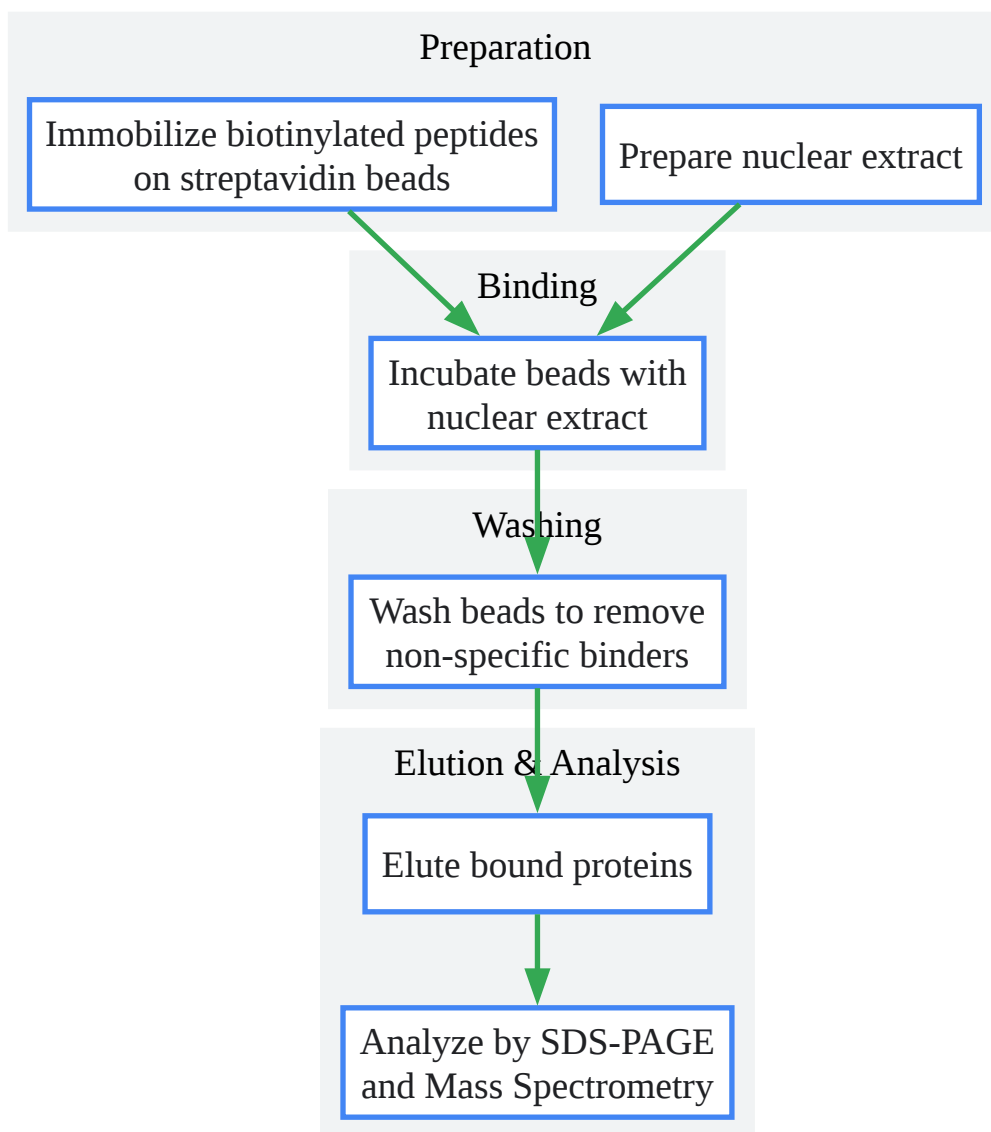 Preparation
Immobilize biotinylated peptides
on streptavidin beads
Prepare nuclear extract
Binding
Incubate beads with
nuclear extract
Washing
Wash beads to remove
non-specific binders
Elution & Analysis
Elute bound proteins
Analyze by SDS-PAGE
and Mass Spectrometry